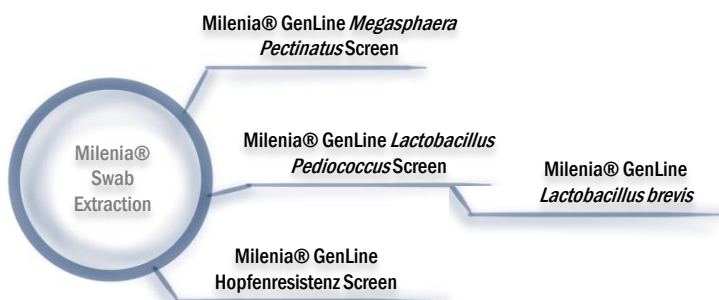 Milenia® GenLine Megasphaera
Pectinatus Screen
Milenia®
Swab
Extraction
Milenia® GenLine Lactobacillus
Pediococcus Screen
Milenia® GenLine
Lactobacillus brevis
Milenia® GenLine
Hopfenresistenz Screen